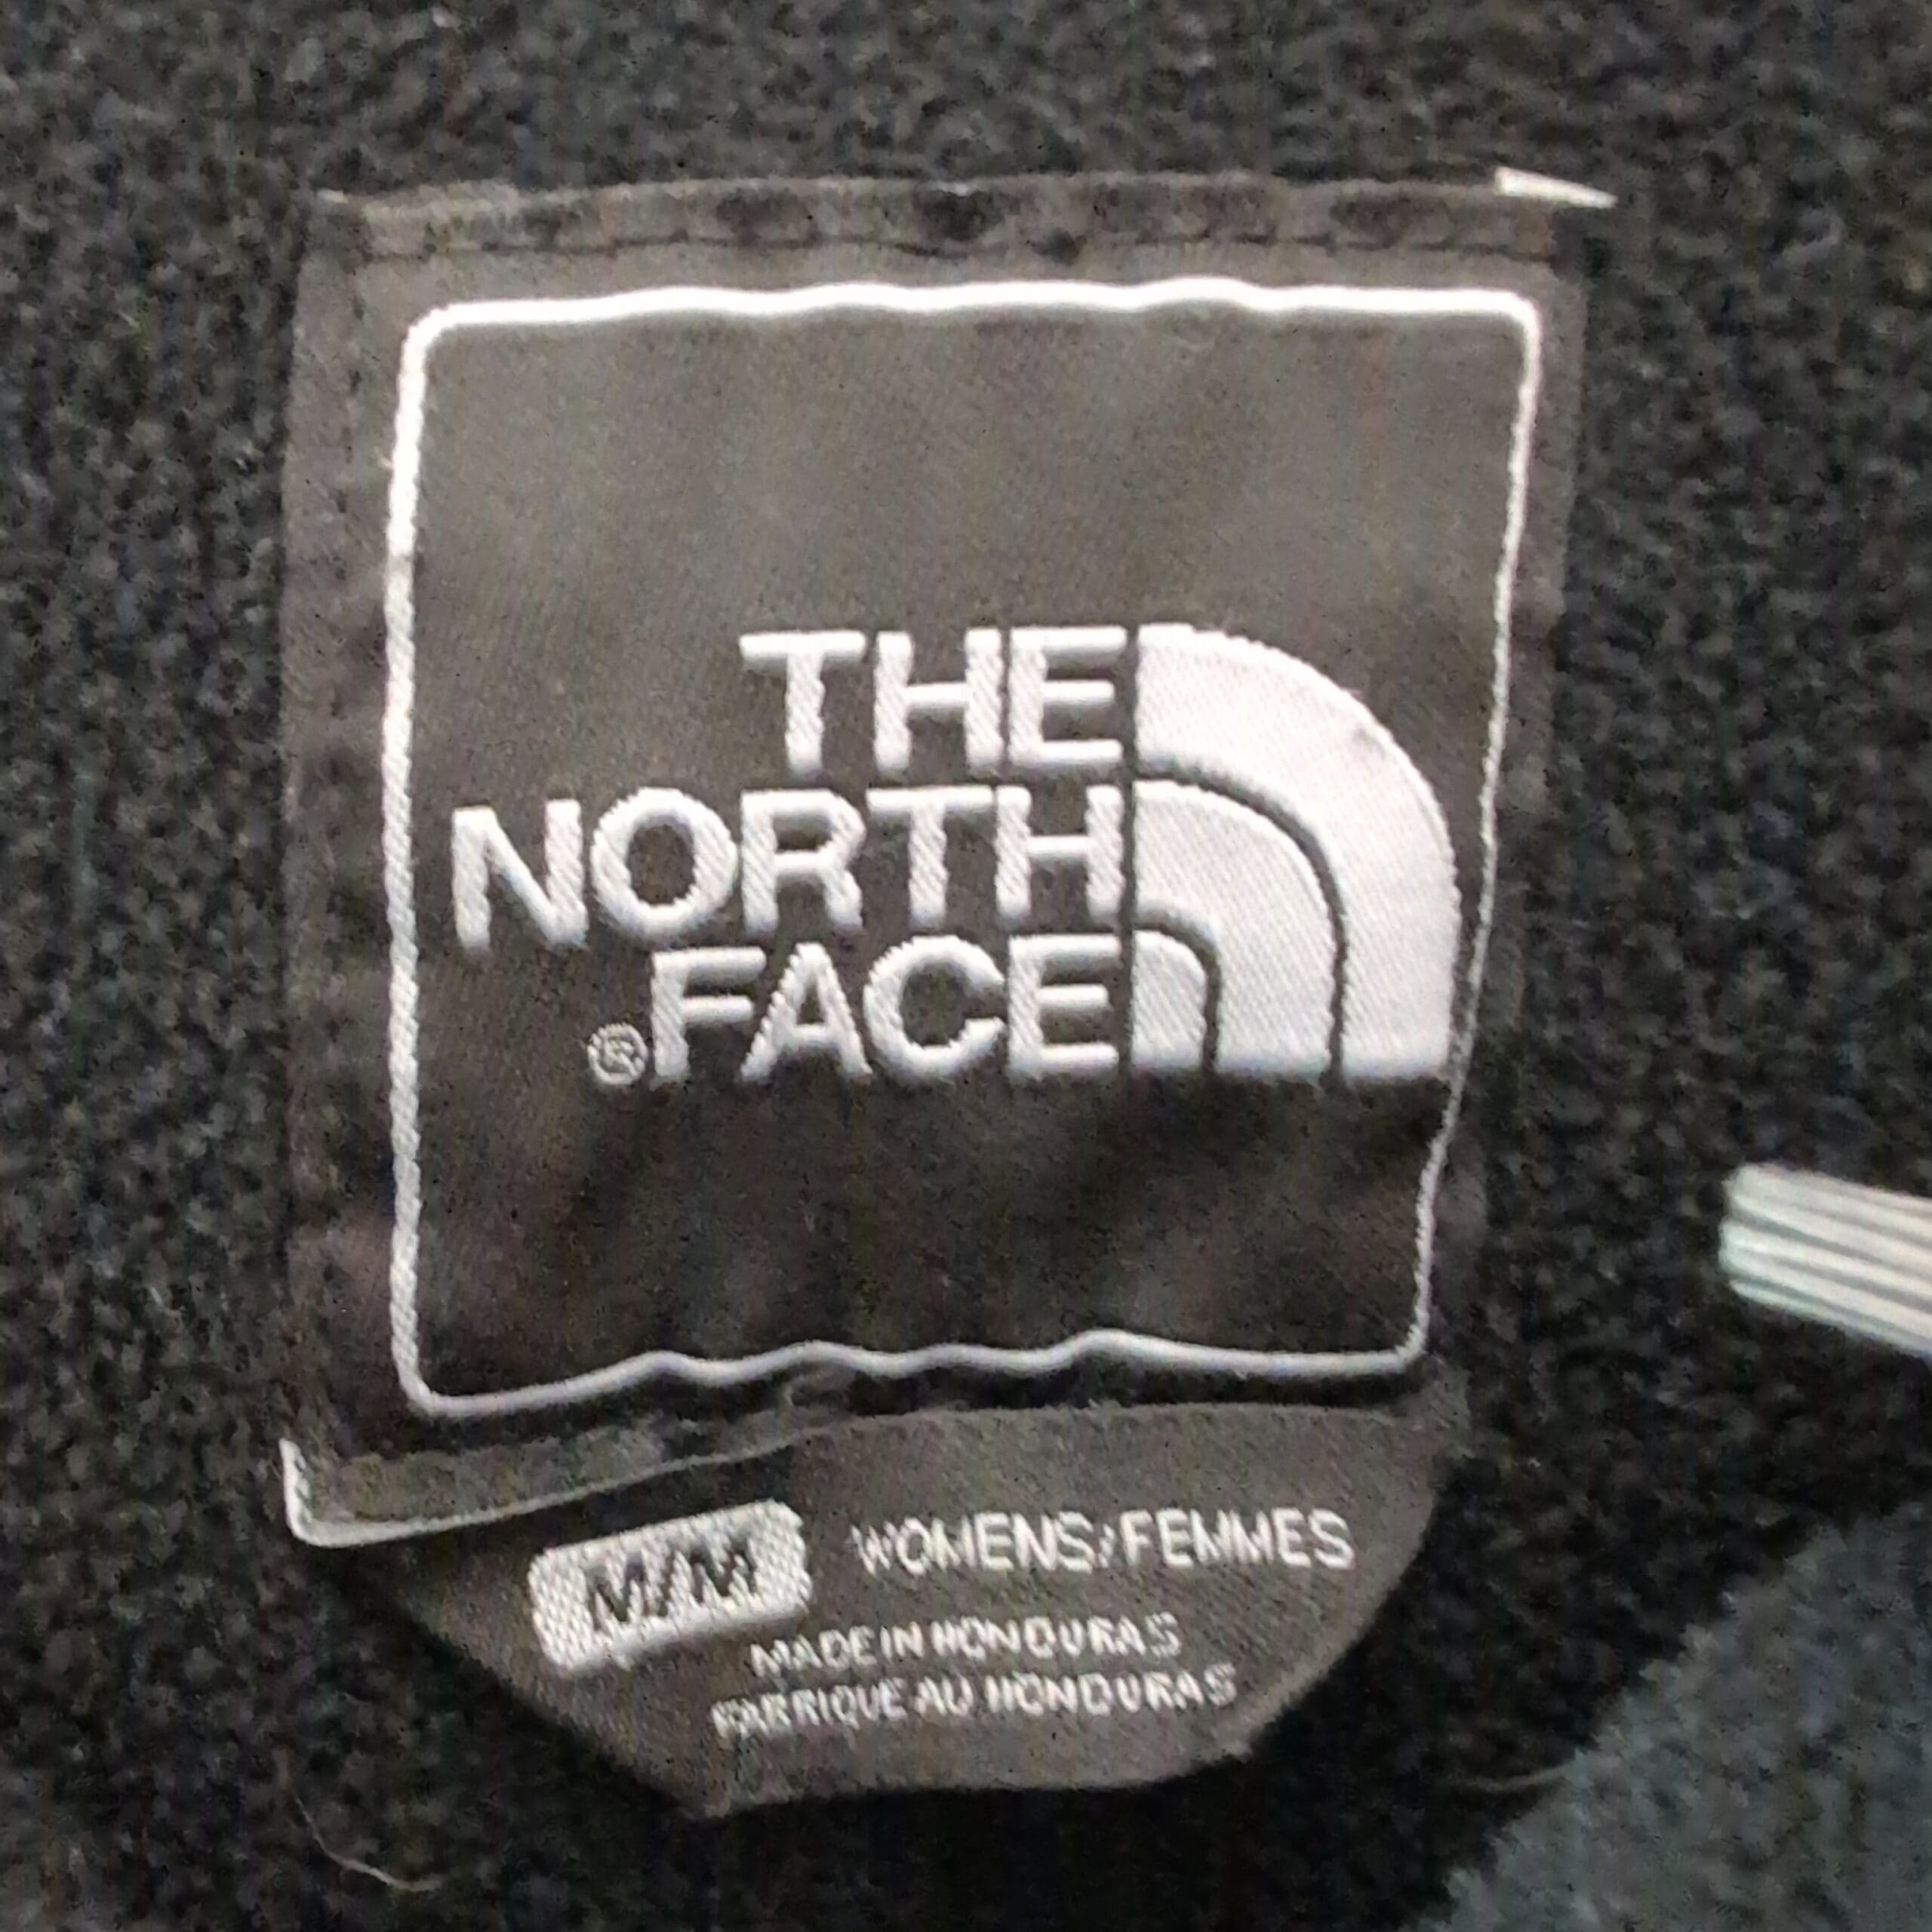 THE
NORTH
®FACE
M/M WOMENS/FEMMES
MADE IN HONDURAS
FABRIQUE AU HONDURAS